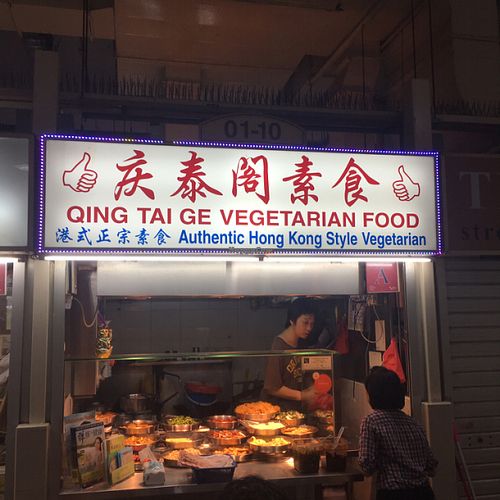 01-10
庆泰阁素食
QING TAI GE VEGETARIAN FOOD
港式正宗素食 Authentic Hong Kong Style Vegetarian
A